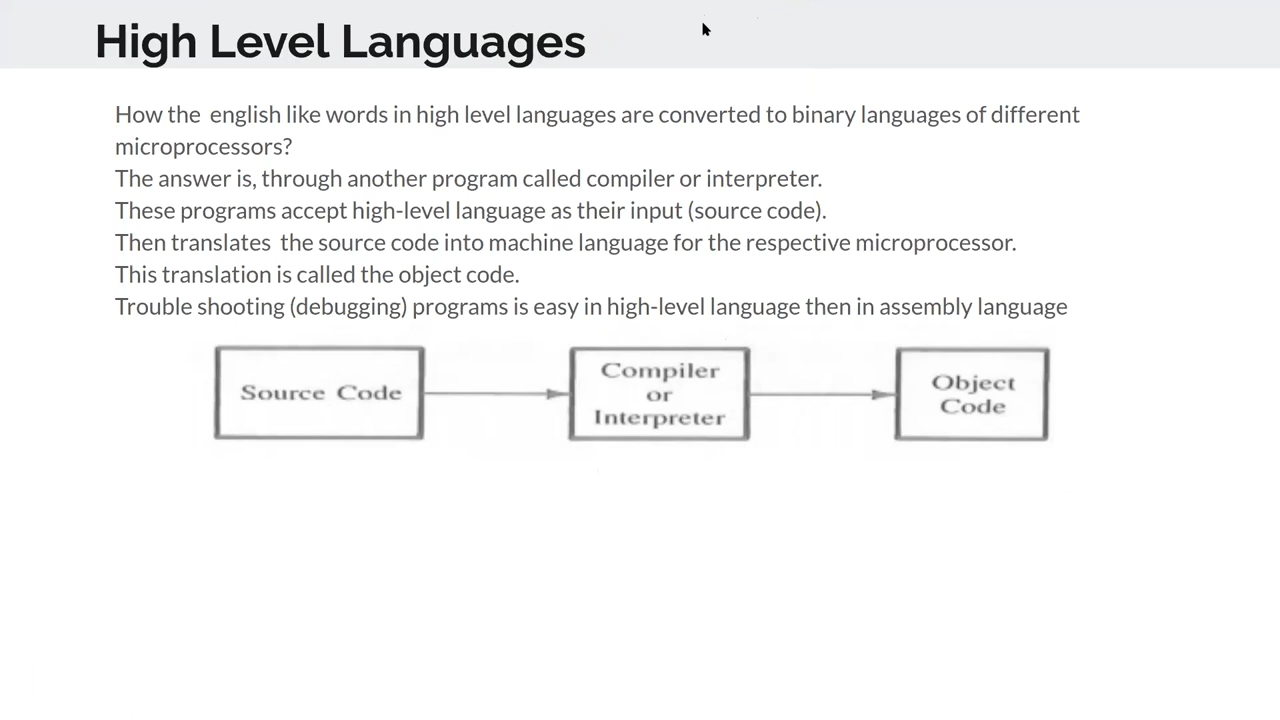 High Level Languages
How the english like words in high level languages are converted to binary languages of different
microprocessors?
The answer is, through another program called compiler or interpreter.
These programs accept high-level language as their input (source code).
Then translates the source code into machine language for the respective microprocessor.
This translation is called the object code.
Trouble shooting (debugging) programs is easy in high-level language then in assembly language
Source Code
Compiler
or
Interpreter
Object
Code